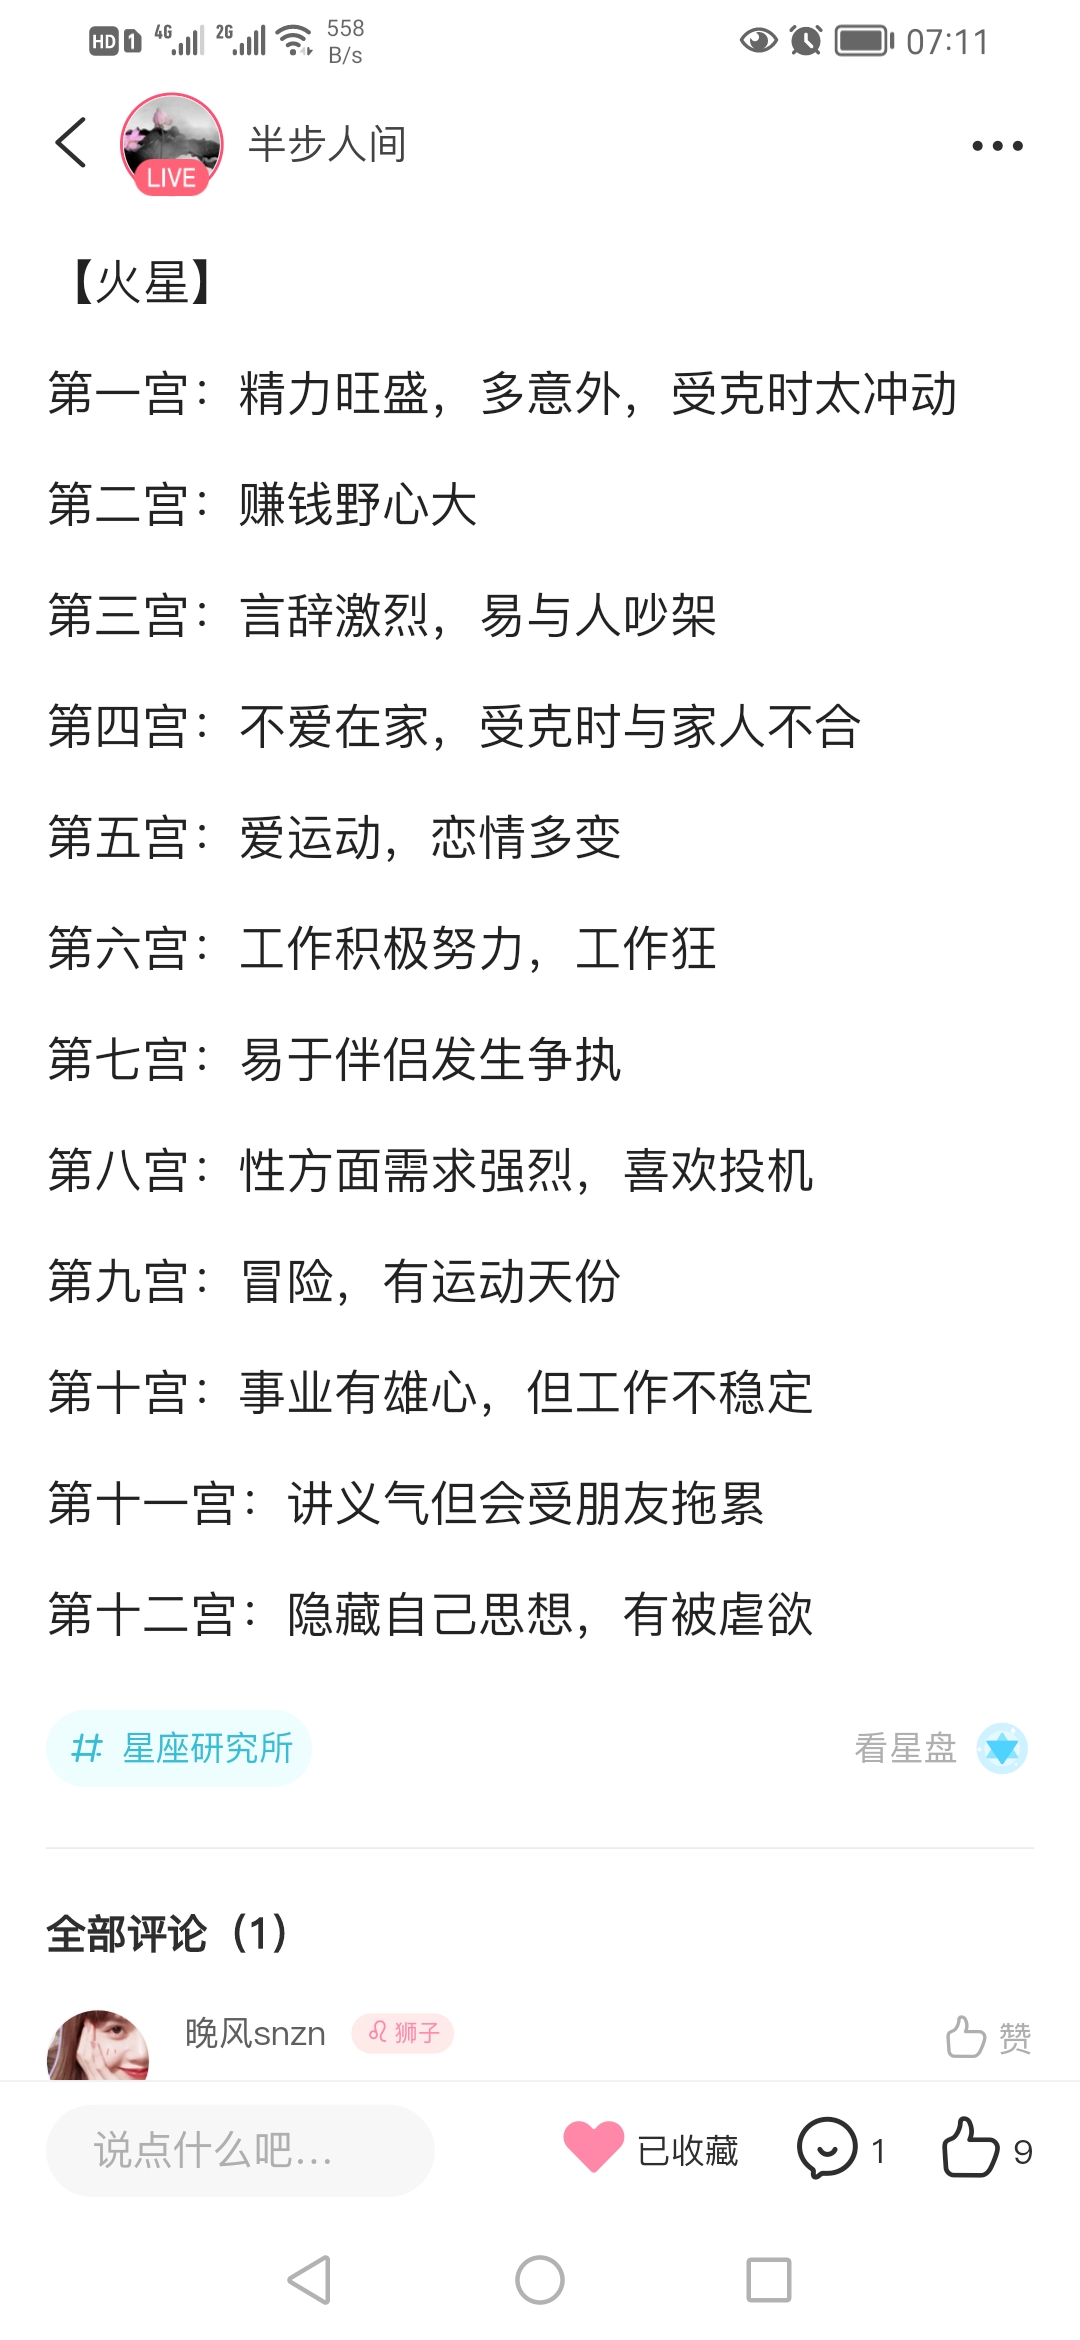 HD 1 4G 2G 558 B/s 07:11
半步人间
LIVE
【火星】
第一宫：精力旺盛，多意外，受克时太冲动
第二宫：赚钱野心大
第三宫：言辞激烈，易与人吵架
第四宫：不爱在家，受克时与家人不合
第五宫：爱运动，恋情多变
第六宫：工作积极努力，工作狂
第七宫：易于伴侣发生争执
第八宫：性方面需求强烈，喜欢投机
第九宫：冒险，有运动天份
第十宫：事业有雄心，但工作不稳定
第十一宫：讲义气但会受朋友拖累
第十二宫：隐藏自己思想，有被虐欲
# 星座研究所 看星盘
全部评论（1）
晚风snzn ♌ 狮子 赞
说点什么吧... 已收藏 1 9